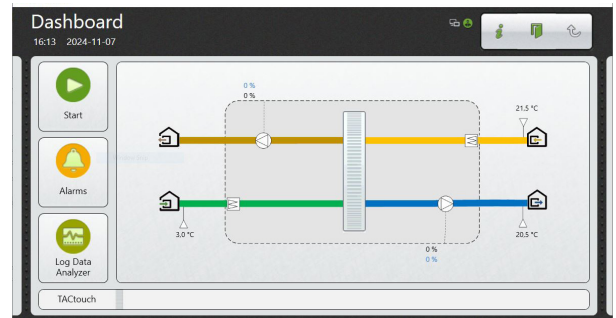 Dashboard
16:13 2024-11-07
Start
Alarms
Log Data
Analyzer
0 %
0 %
21.5 °C
3.0 °C
20.5 °C
0 %
0 %
TACtouch